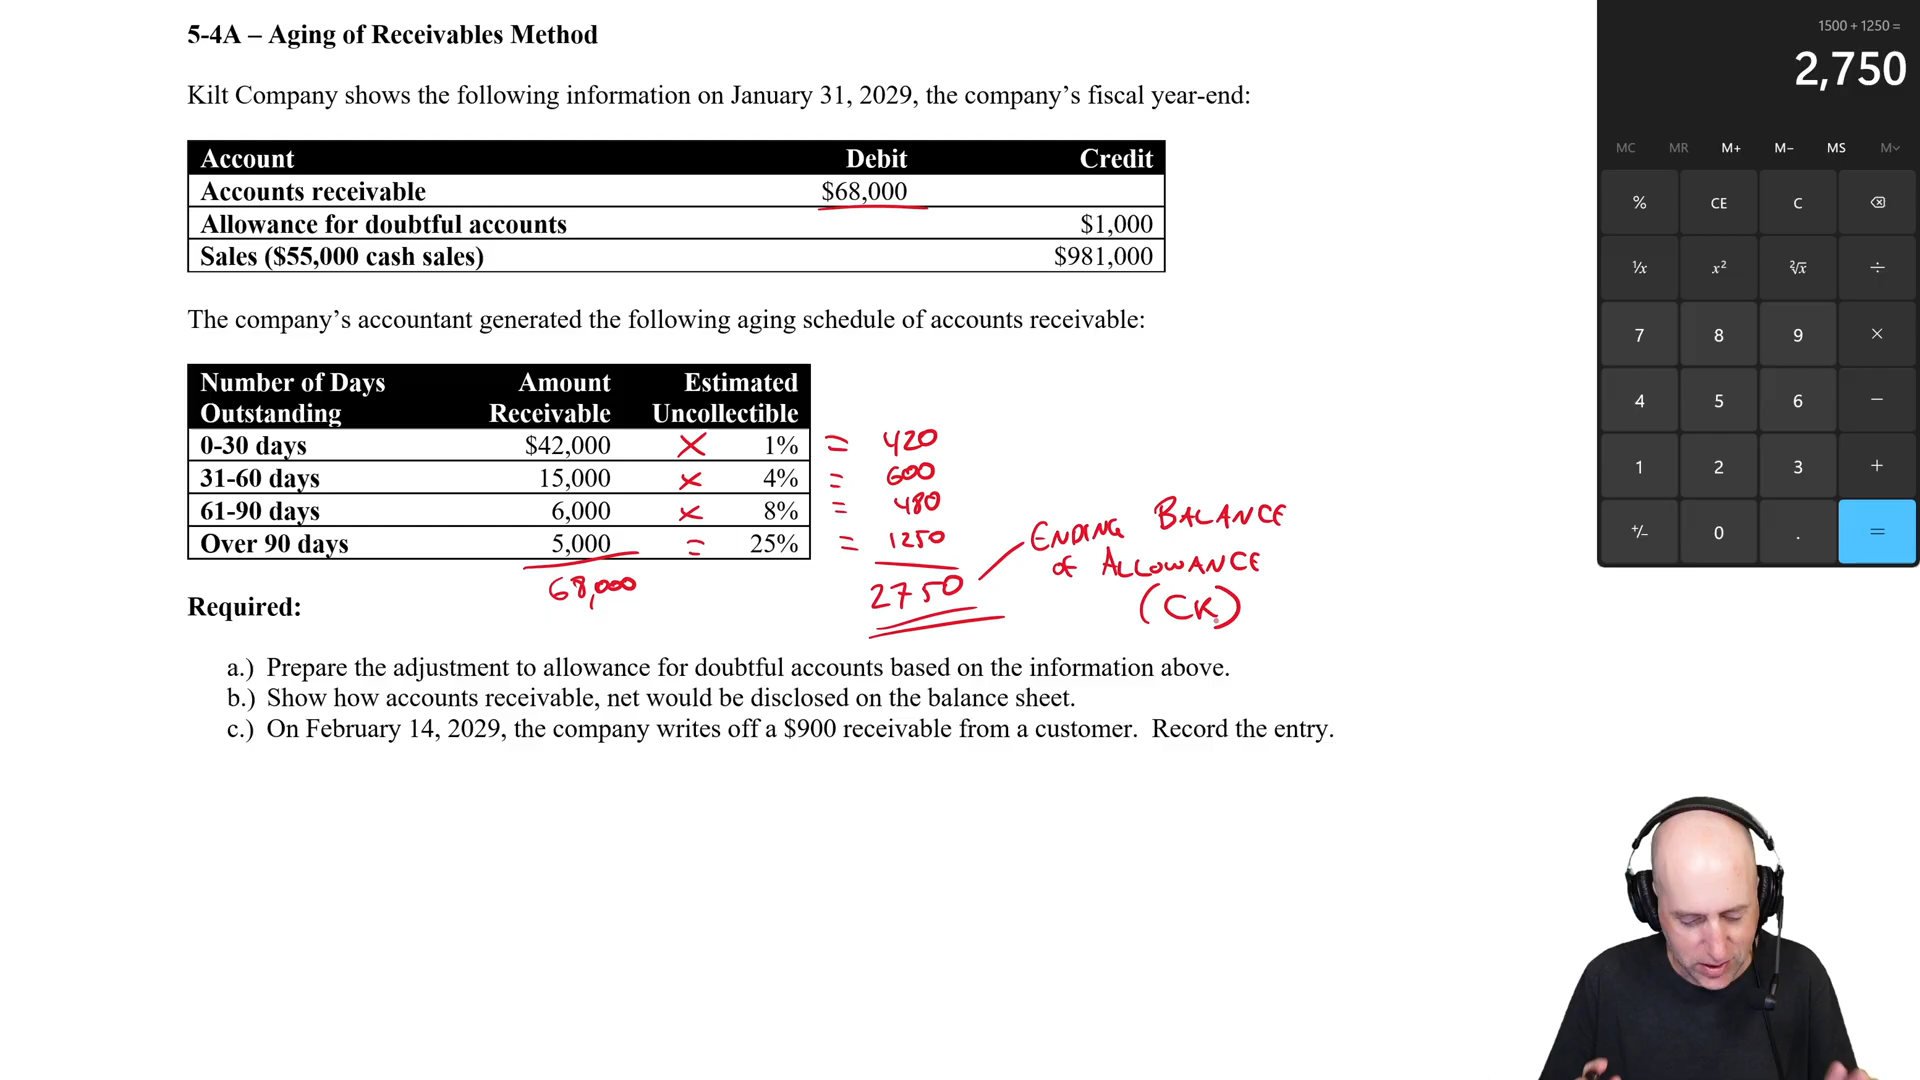 5-4A – Aging of Receivables Method
Kilt Company shows the following information on January 31, 2029, the company’s fiscal year-end:
Account Debit Credit
Accounts receivable $68,000
Allowance for doubtful accounts $1,000
Sales ($55,000 cash sales) $981,000
The company’s accountant generated the following aging schedule of accounts receivable:
Number of Days Outstanding Amount Receivable Estimated Uncollectible
0-30 days $42,000 × 1% = 420
31-60 days 15,000 × 4% = 600
61-90 days 6,000 × 8% = 480
Over 90 days 5,000 = 25% = 1250
68,000 2750
ENDING BALANCE
OF ALLOWANCE
(CR)
Required:
a.) Prepare the adjustment to allowance for doubtful accounts based on the information above.
b.) Show how accounts receivable, net would be disclosed on the balance sheet.
c.) On February 14, 2029, the company writes off a $900 receivable from a customer. Record the entry.
1500 + 1250 =
2,750
MC MR M+ M− MS M˅
% CE C ⌫
¹/x x² ²√x ÷
7 8 9 ×
4 5 6 −
1 2 3 +
+/− 0 . =